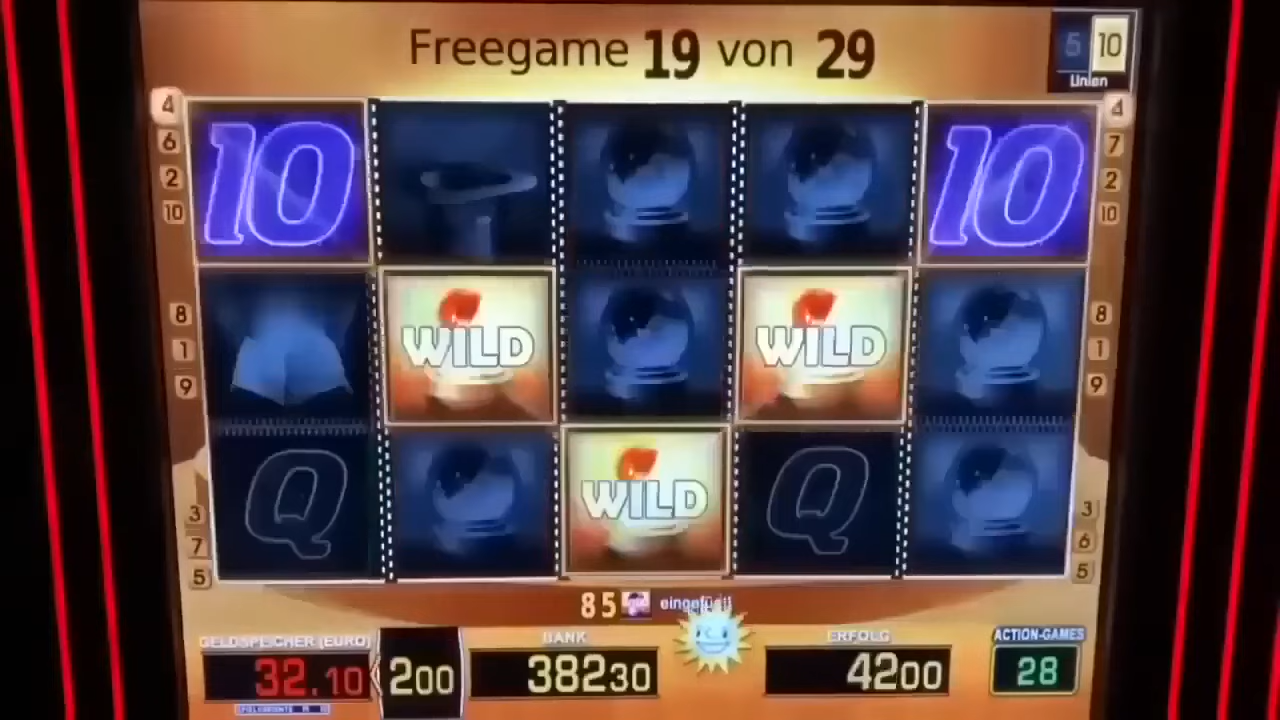 Freegame 19 von 29
5 10
Linien
4 4
6 7
2 2
10 10
10 10
WILD WILD
8 8
1 1
9 9
Q WILD Q
3 3
7 6
5 5
85 eingefügt
GELDSPEICHER (EURO) BANK ERFOLG ACTION-GAMES
32.10 200 38230 4200 28